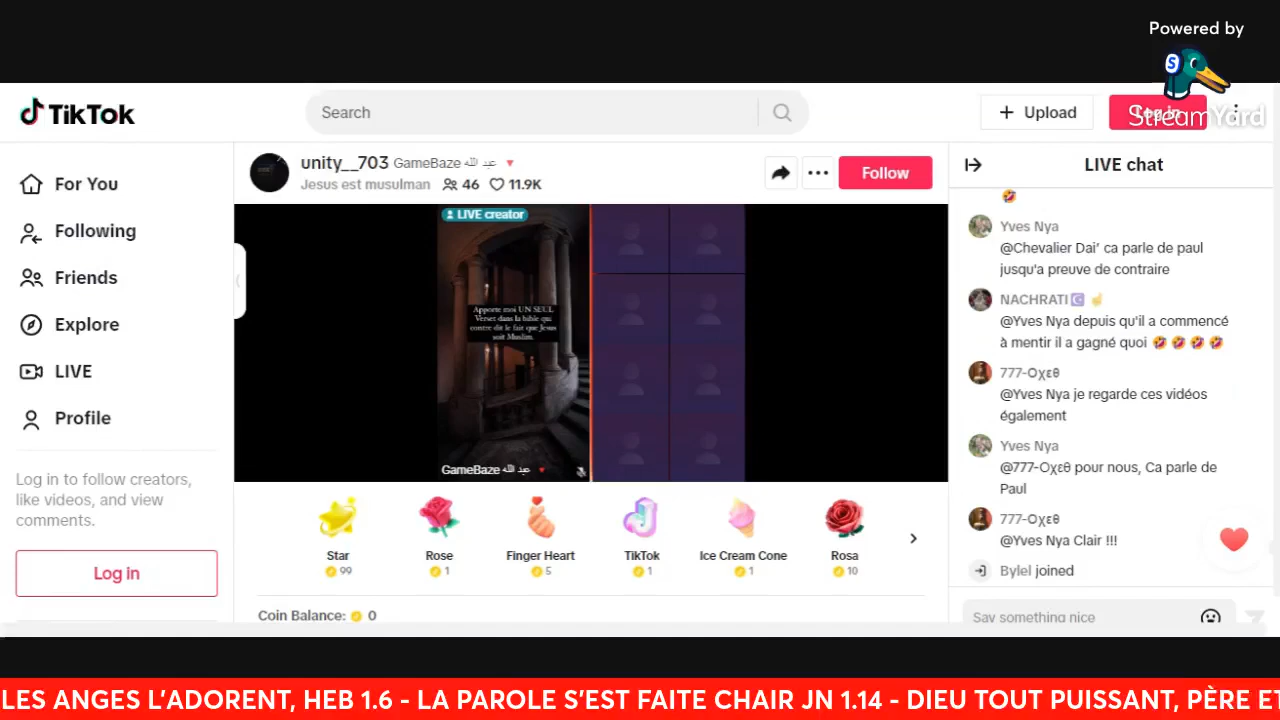 Powered by
StreamYard
TikTok
Search
Upload
Log in
For You
Following
Friends
Explore
LIVE
Profile
Log in to follow creators,
like videos, and view
comments.
Log in
unity__703 GameBaze عبد الله 🔻
Jesus est musulman 46 11.9K
Follow
LIVE creator
Apporte moi UN SEUL
Verset dans la bible qui
contre dit le fait que Jesus
soit Muslim.
GameBaze عبد الله 🔻
Star
99
Rose
1
Finger Heart
5
TikTok
1
Ice Cream Cone
1
Rosa
10
Coin Balance: 0
LIVE chat
🤣
Yves Nya
@Chevalier Dai’ ca parle de paul
jusqu'a preuve de contraire
NACHRATI☪️ ☝️
@Yves Nya depuis qu'il a commencé
à mentir il a gagné quoi 🤣 🤣 🤣 🤣
777-Οχεθ
@Yves Nya je regarde ces vidéos
également
Yves Nya
@777-Οχεθ pour nous, Ca parle de
Paul
777-Οχεθ
@Yves Nya Clair !!!
Bylel joined
Say something nice
LES ANGES L'ADORENT, HEB 1.6 - LA PAROLE S'EST FAITE CHAIR JN 1.14 - DIEU TOUT PUISSANT, PÈRE ET